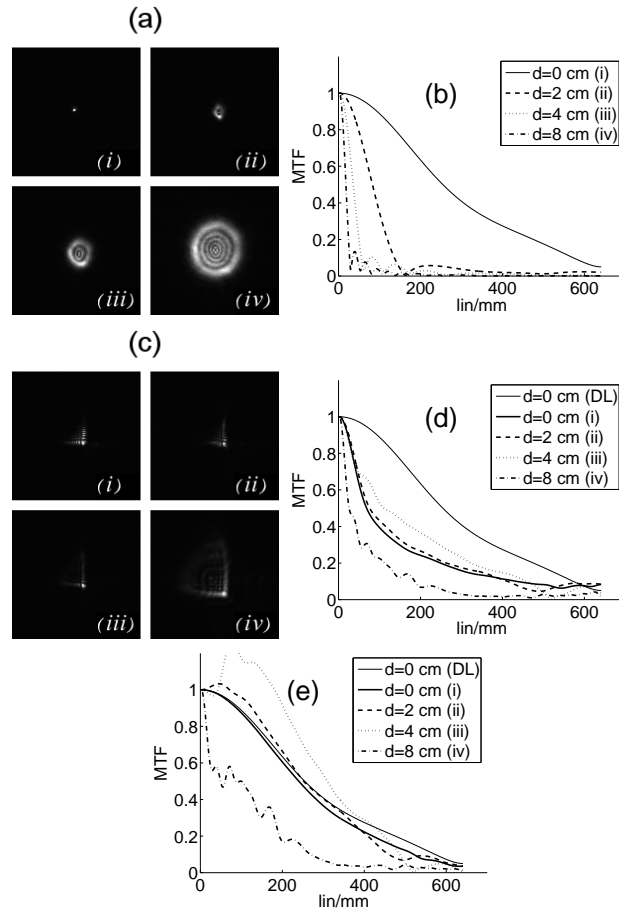 (a)
(i)
(ii)
(iii)
(iv)
(b)
d=0 cm (i)
d=2 cm (ii)
d=4 cm (iii)
d=8 cm (iv)
MTF
1
0.8
0.6
0.4
0.2
0
0 200 400 600
lin/mm
(c)
(i)
(ii)
(iii)
(iv)
(d)
d=0 cm (DL)
d=0 cm (i)
d=2 cm (ii)
d=4 cm (iii)
d=8 cm (iv)
MTF
1
0.8
0.6
0.4
0.2
0
0 200 400 600
lin/mm
(e)
d=0 cm (DL)
d=0 cm (i)
d=2 cm (ii)
d=4 cm (iii)
d=8 cm (iv)
MTF
1
0.8
0.6
0.4
0.2
0
0 200 400 600
lin/mm